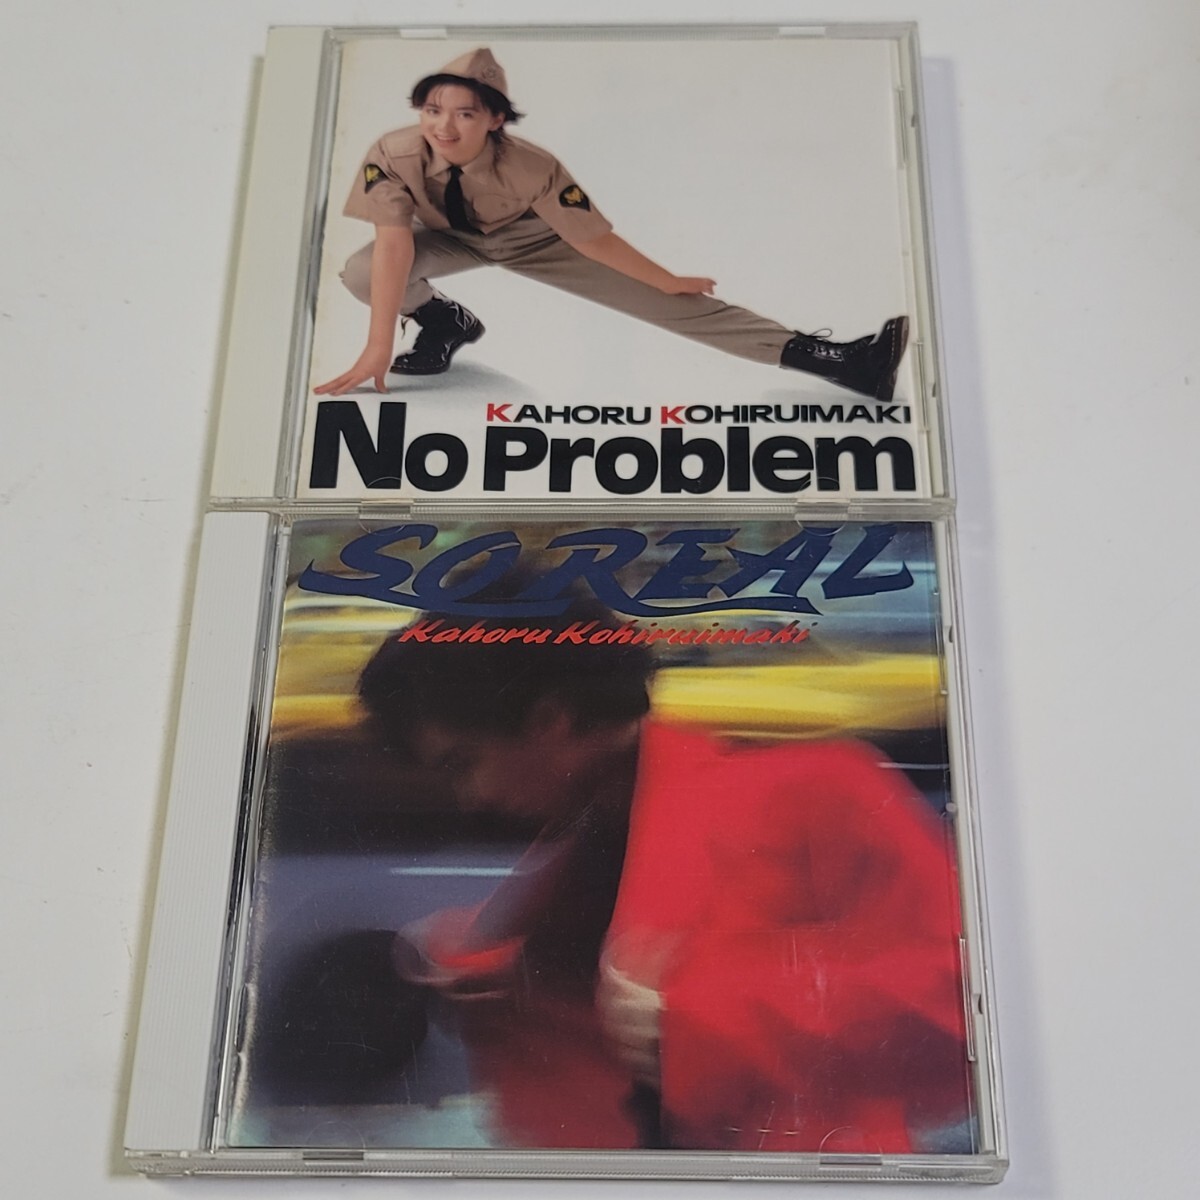 KAHORU KOHIRUIMAKI
No Problem
SO REAL
Kahoru Kohiruimaki